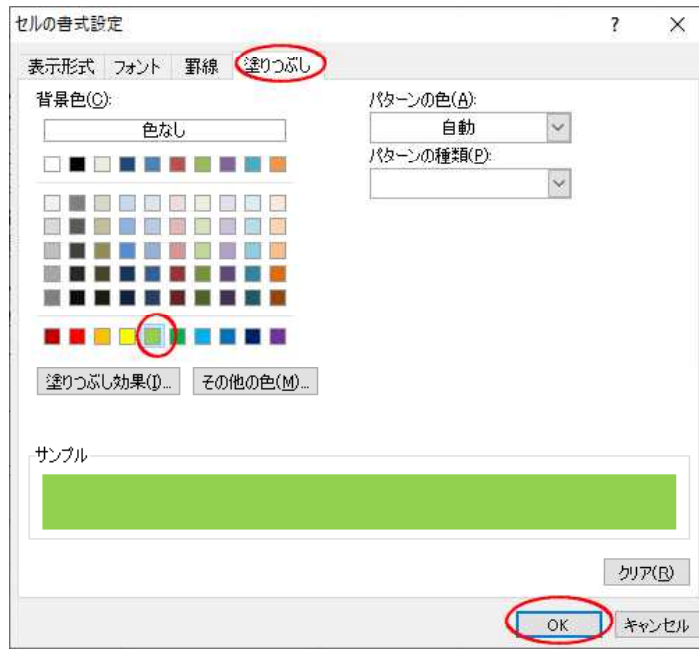 セルの書式設定
?
表示形式 フォント 罫線 塗りつぶし
背景色(C):
色なし
パターンの色(A):
自動
パターンの種類(P):
塗りつぶし効果(I)... その他の色(M)...
サンプル
クリア(R)
OK キャンセル